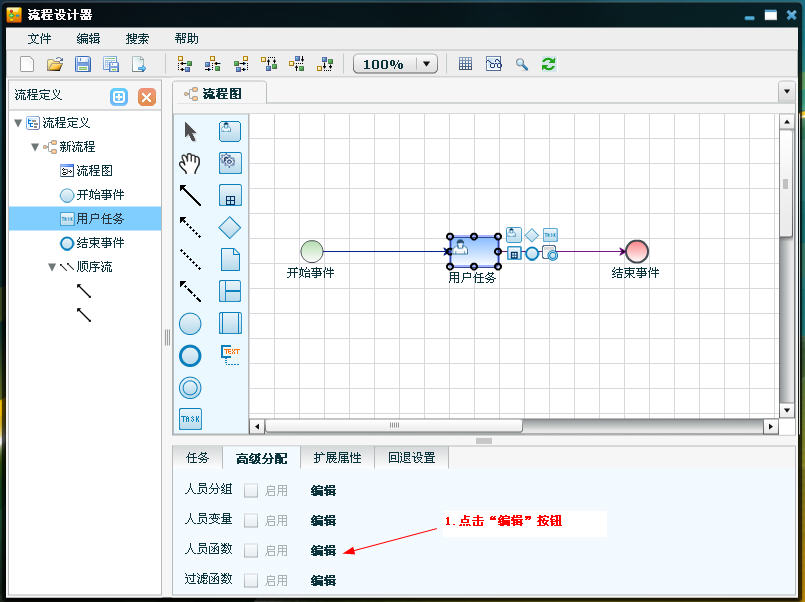 流程设计器
文件 编辑 搜索 帮助
100%
流程定义
流程图
流程定义
新流程
流程图
开始事件
用户任务
结束事件
顺序流
TASK
TEXT
TASK
TASK
开始事件
用户任务
结束事件
任务 高级分配 扩展属性 回退设置
人员分组 启用 编辑
人员变量 启用 编辑
1.点击“编辑”按钮
人员函数 启用 编辑
过滤函数 启用 编辑